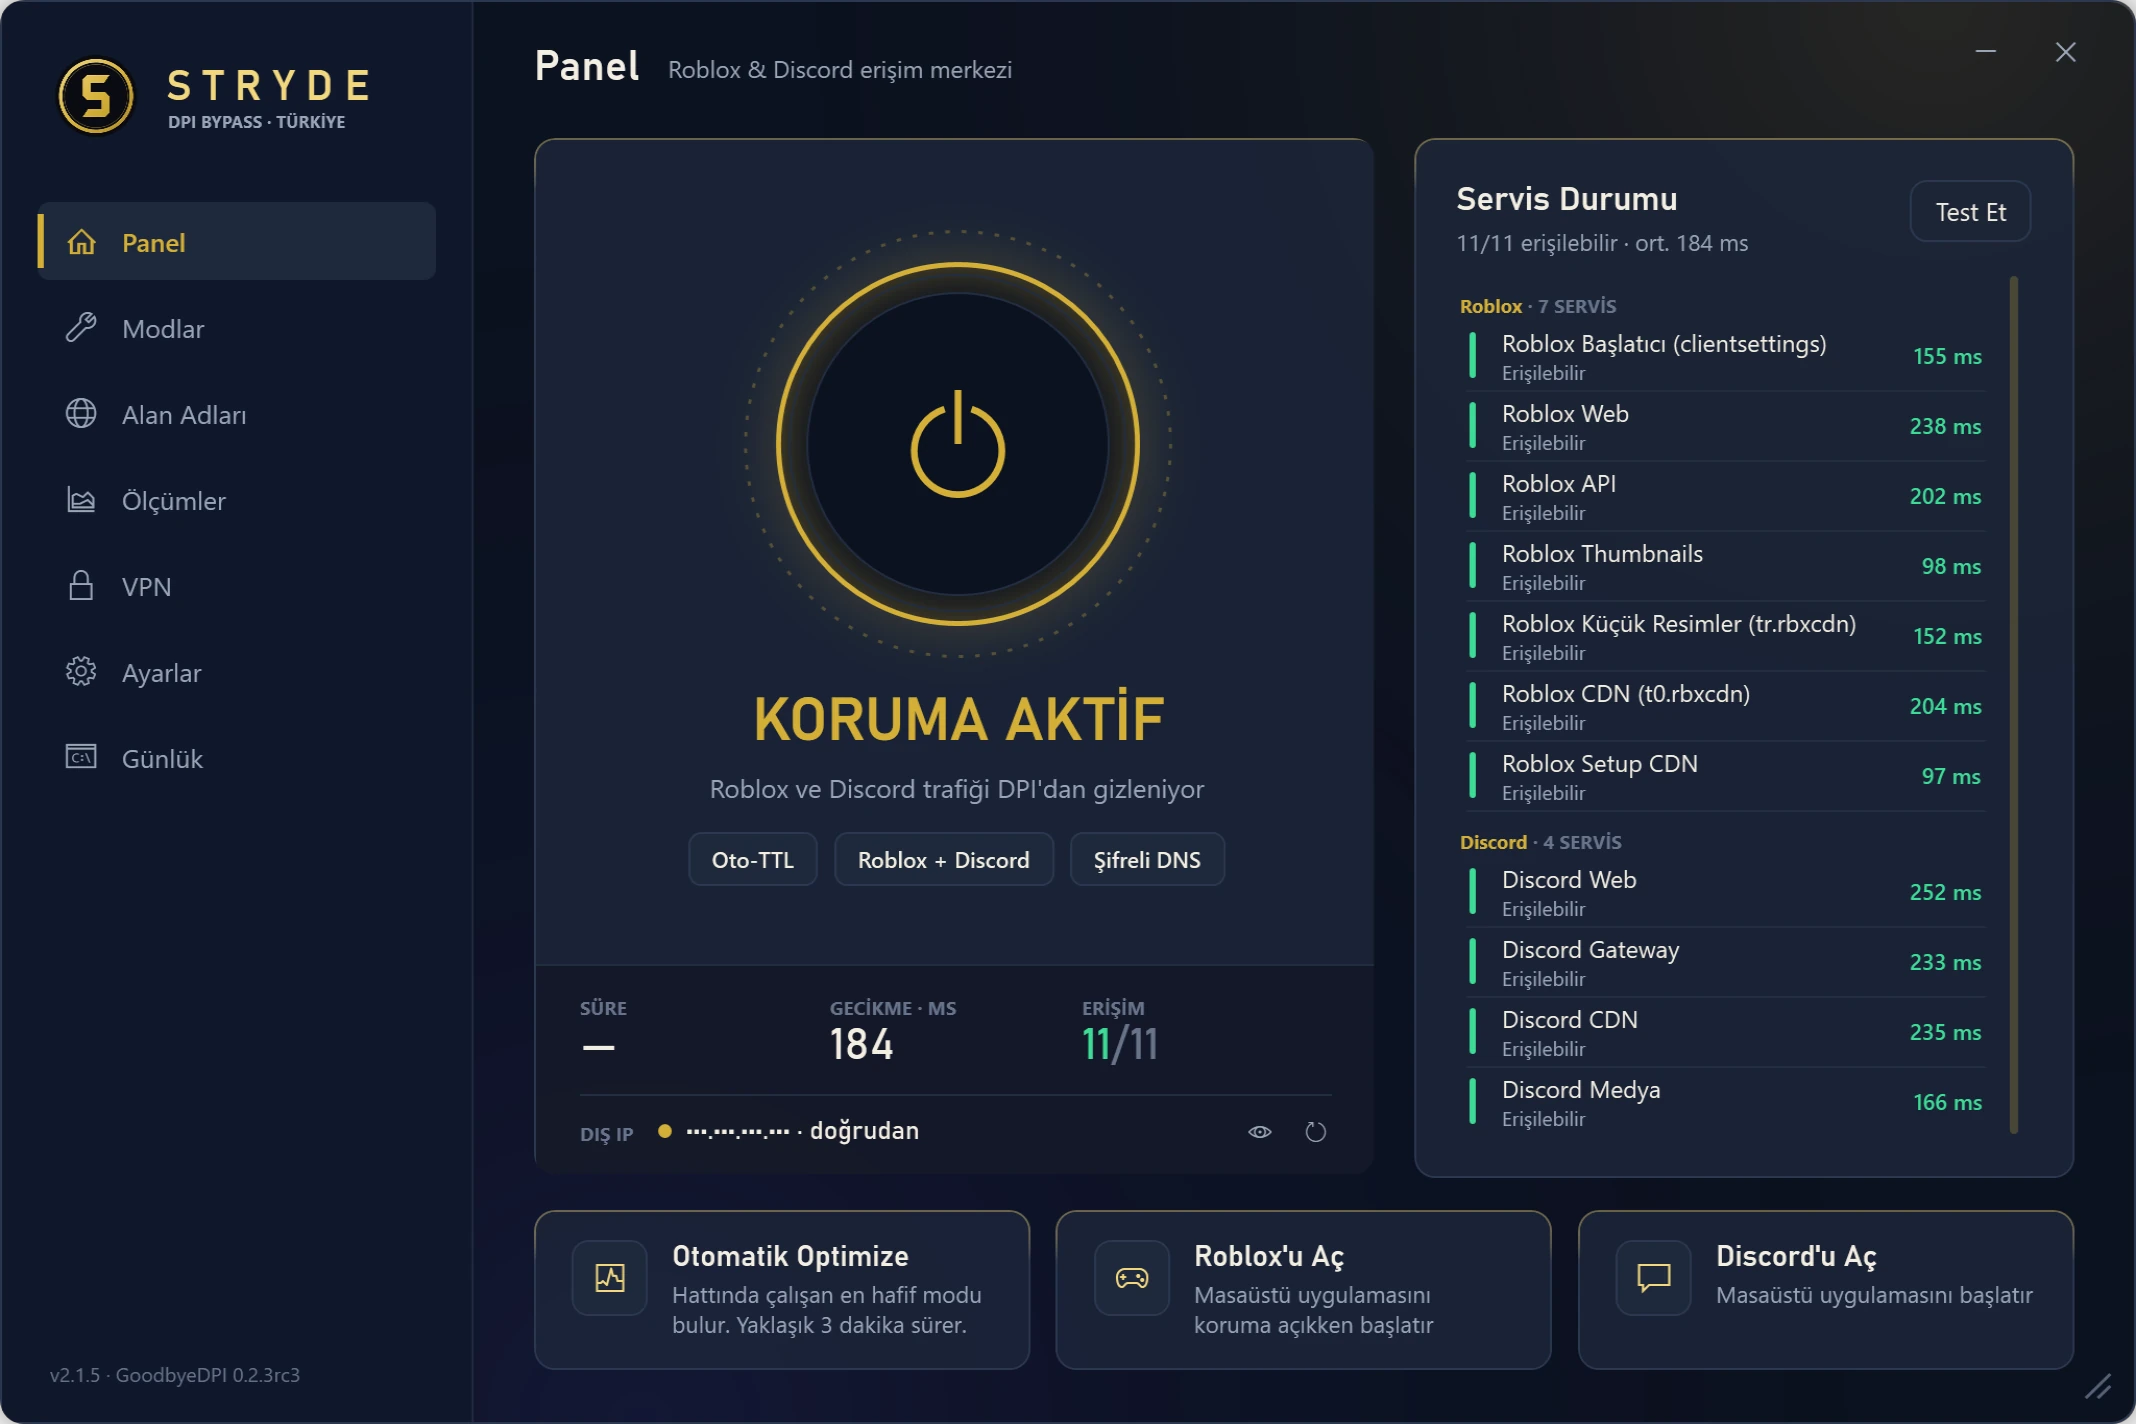 STRYDE
DPI BYPASS · TÜRKİYE
Panel
Modlar
Alan Adları
Ölçümler
VPN
Ayarlar
Günlük
v2.1.5 · GoodbyeDPI 0.2.3rc3
Panel Roblox & Discord erişim merkezi
KORUMA AKTİF
Roblox ve Discord trafiği DPI'dan gizleniyor
Oto-TTL Roblox + Discord Şifreli DNS
SÜRE GECİKME · MS ERİŞİM
— 184 11/11
DIŞ IP •••.•••.•••.••• · doğrudan
Servis Durumu
Test Et
11/11 erişilebilir · ort. 184 ms
Roblox · 7 SERVİS
Roblox Başlatıcı (clientsettings)
Erişilebilir
155 ms
Roblox Web
Erişilebilir
238 ms
Roblox API
Erişilebilir
202 ms
Roblox Thumbnails
Erişilebilir
98 ms
Roblox Küçük Resimler (tr.rbxcdn)
Erişilebilir
152 ms
Roblox CDN (t0.rbxcdn)
Erişilebilir
204 ms
Roblox Setup CDN
Erişilebilir
97 ms
Discord · 4 SERVİS
Discord Web
Erişilebilir
252 ms
Discord Gateway
Erişilebilir
233 ms
Discord CDN
Erişilebilir
235 ms
Discord Medya
Erişilebilir
166 ms
Otomatik Optimize
Hattında çalışan en hafif modu
bulur. Yaklaşık 3 dakika sürer.
Roblox'u Aç
Masaüstü uygulamasını
koruma açıkken başlatır
Discord'u Aç
Masaüstü uygulamasını başlatır